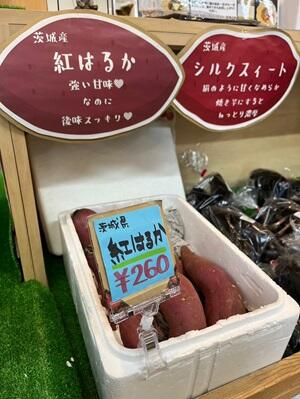 茨城産
紅はるか
強い甘味♥
なのに
後味スッキリ♥
茨城産
シルクスィート
絹のように甘くなめらか
焼き芋にすると
ねっとり濃厚
茨城県
紅はるか
¥260